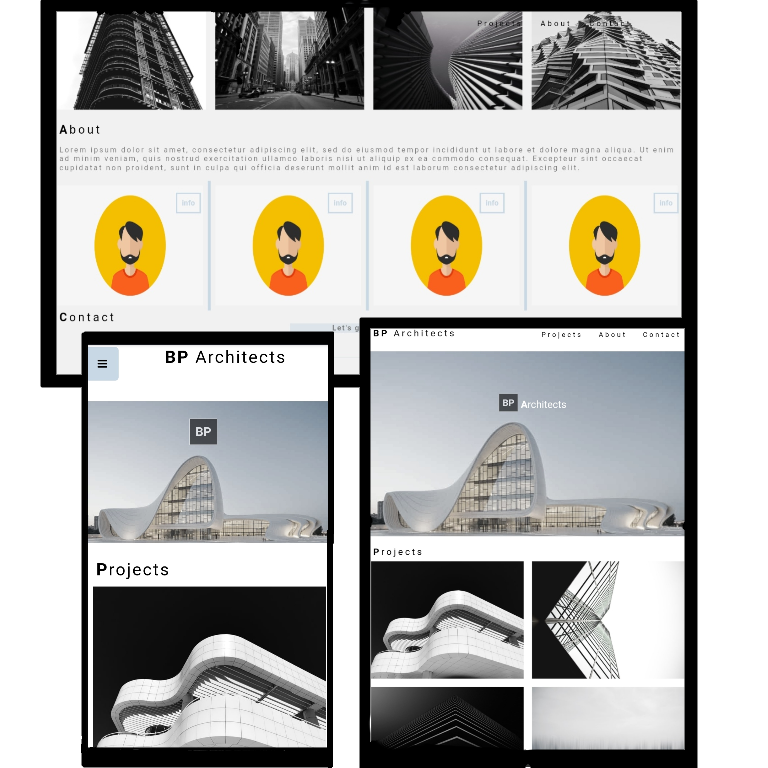 Projects About Contact
About
Lorem ipsum dolor sit amet, consectetur adipiscing elit, sed do eiusmod tempor incididunt ut labore et dolore magna aliqua. Ut enim
ad minim veniam, quis nostrud exercitation ullamco laboris nisi ut aliquip ex ea commodo consequat. Excepteur sint occaecat
cupidatat non proident, sunt in culpa qui officia deserunt mollit anim id est laborum consectetur adipiscing elit.
Info
Info
Info
Info
Contact
Let's g
BP Architects
BP
Projects
BP Architects
Projects About Contact
BP Architects
Projects